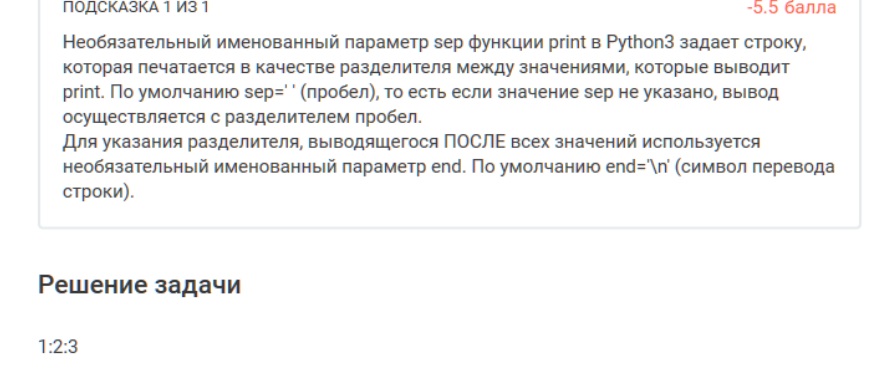 ПОДСКАЗКА 1 ИЗ 1
-5.5 балла
Необязательный именованный параметр sep функции print в Python3 задает строку,
которая печатается в качестве разделителя между значениями, которые выводит
print. По умолчанию sep=' ' (пробел), то есть если значение sep не указано, вывод
осуществляется с разделителем пробел.
Для указания разделителя, выводящегося ПОСЛЕ всех значений используется
необязательный именованный параметр end. По умолчанию end='\n' (символ перевода
строки).
Решение задачи
1:2:3